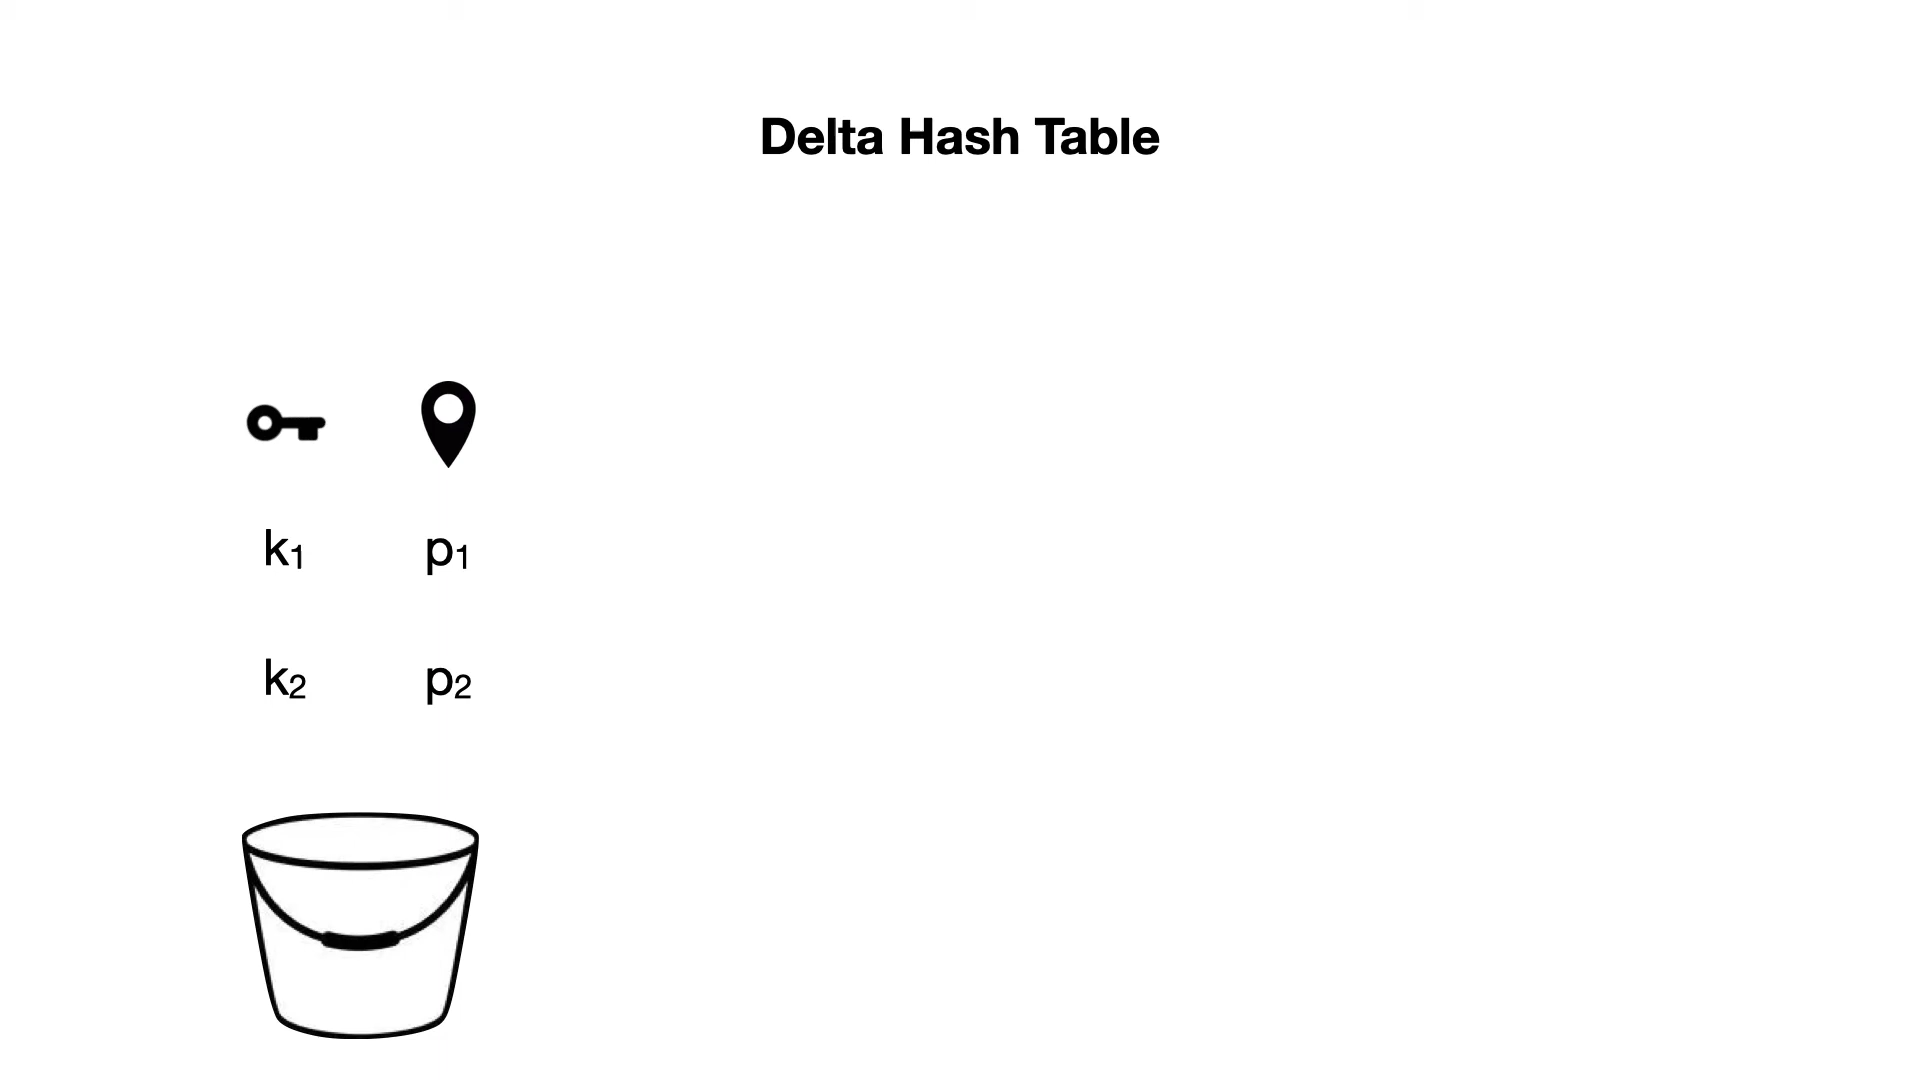 Delta Hash Table
k₁ p₁
k₂ p₂